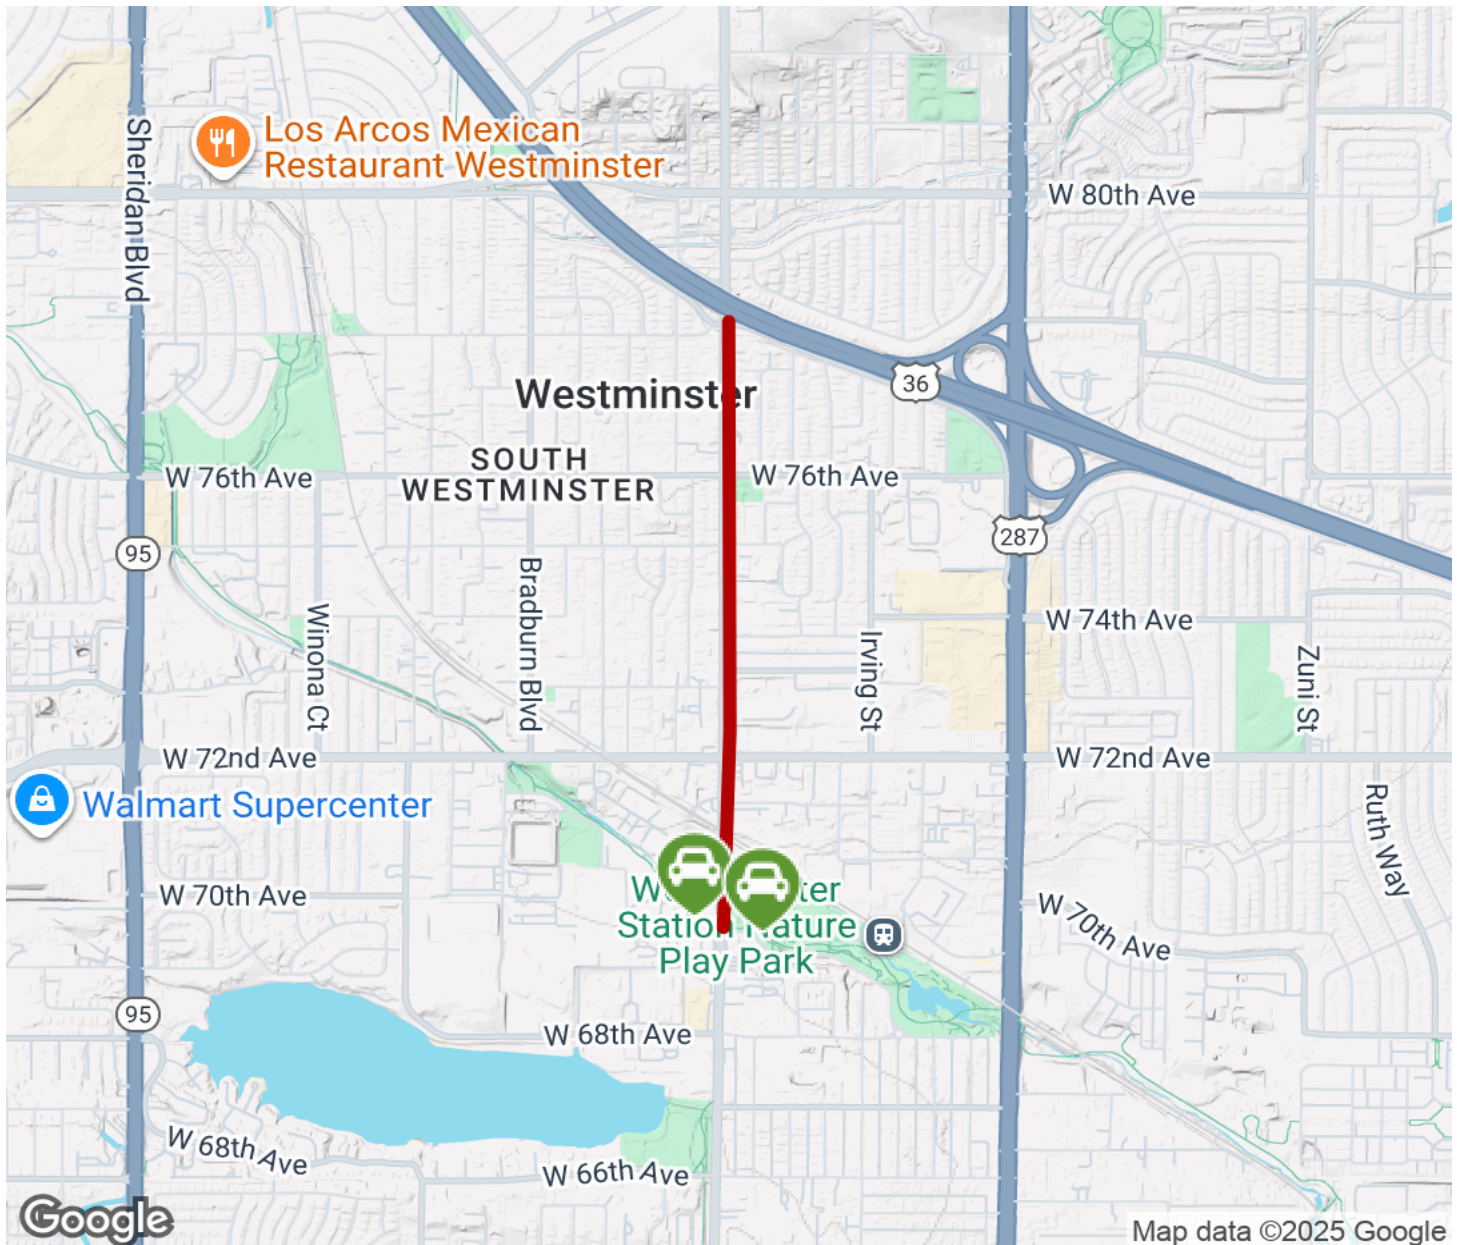 Los Arcos Mexican
Restaurant Westminster
Sheridan Blvd
W 80th Ave
36
Westminster
SOUTH
WESTMINSTER
W 76th Ave
W 76th Ave
287
95
Bradburn Blvd
Winona Ct
W 74th Ave
Irving St
Zuni St
W 72nd Ave
W 72nd Ave
Walmart Supercenter
Ruth Way
W 70th Ave
Station Nature
Play Park
W 70th Ave
95
W 68th Ave
W 68th Ave
W 66th Ave
Google
Map data ©2025 Google